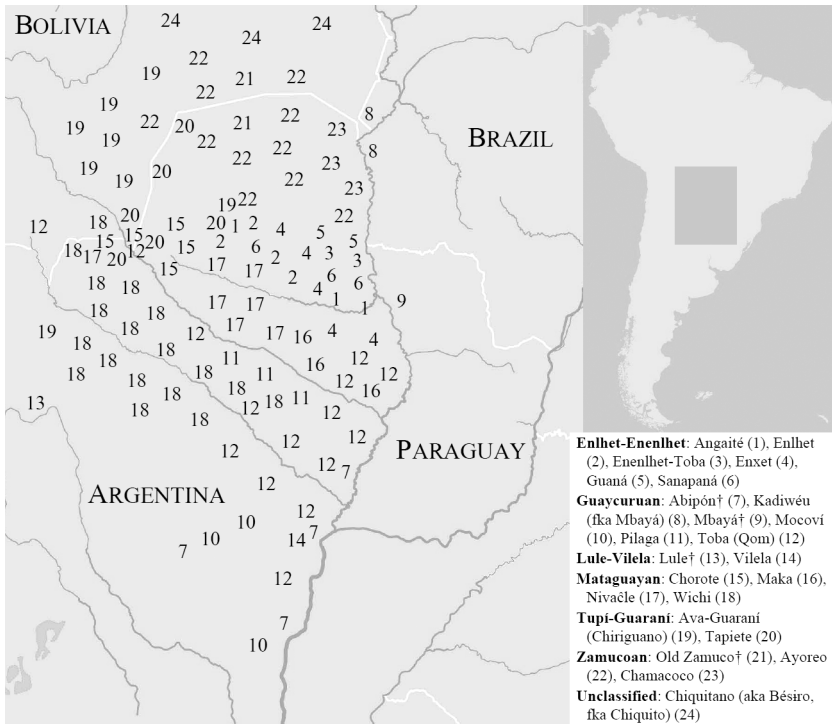 BOLIVIA 24 24
24
22
19 21 22
22
19
22 8
19 22 20 21 23
19 22 22 8 BRAZIL
22 23
19 20
19 22 23
19 22
20 22
12 18 15 20 1 2 4 5
15 15 20 2 5
18 12 15 6 4 3
17 20 2 3
15 17 17
18 18 2 6 6
4
17 17 1 1 9
18 18
19 18 12 17 17 16 4 4
18 18
18 11 16 12
18 18 18 11 12 12
18 18 16
13 18 12 18 11 12
18
12 12 12 PARAGUAY
12 7
ARGENTINA 12
10 12
7 10 14 7
12
7
10
Enlhet-Enenlhet: Angaité (1), Enlhet
(2), Enenlhet-Toba (3), Enxet (4),
Guaná (5), Sanapaná (6)
Guaycuruan: Abipón† (7), Kadiwéu
(fka Mbayá) (8), Mbayá† (9), Mocoví
(10), Pilaga (11), Toba (Qom) (12)
Lule-Vilela: Lule† (13), Vilela (14)
Mataguayan: Chorote (15), Maka (16),
Nivaĉle (17), Wichi (18)
Tupí-Guaraní: Ava-Guaraní
(Chiriguano) (19), Tapiete (20)
Zamucoan: Old Zamuco† (21), Ayoreo
(22), Chamacoco (23)
Unclassified: Chiquitano (aka Bésɨro,
fka Chiquito) (24)